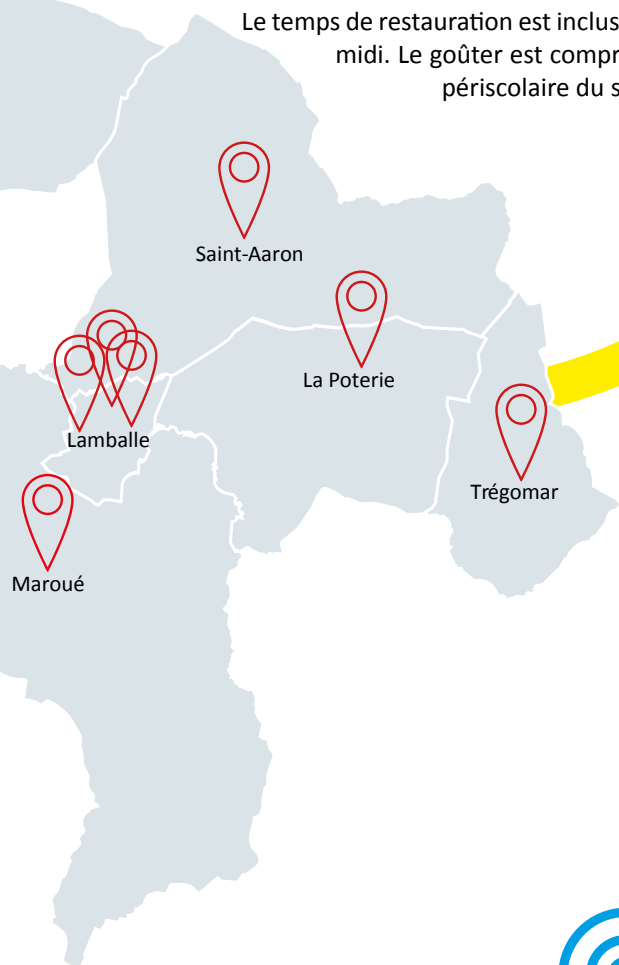 Le temps de restauration est inclus
midi. Le goûter est compr
périscolaire du s
Saint-Aaron
La Poterie
Lamballe
Trégomar
Maroué